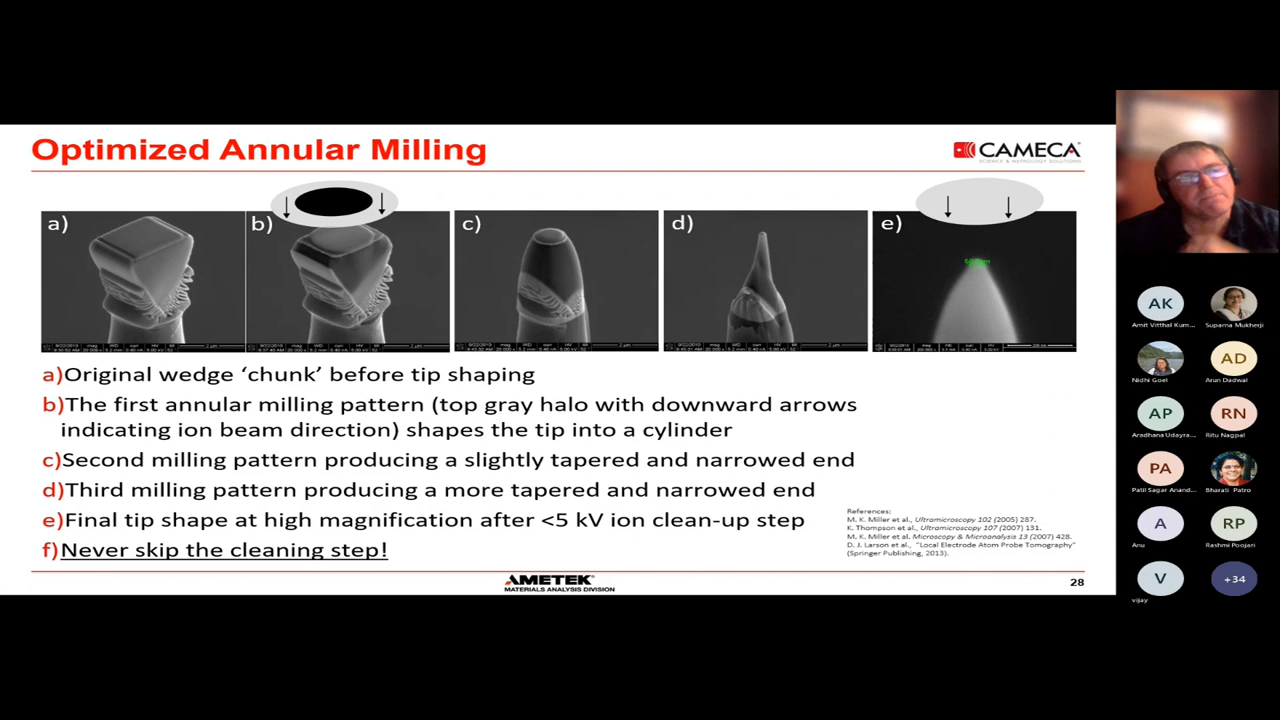 Optimized Annular Milling
CAMECA
SCIENCE & METROLOGY SOLUTIONS
a)
b)
c)
d)
e)
a)Original wedge ‘chunk’ before tip shaping
b)The first annular milling pattern (top gray halo with downward arrows
indicating ion beam direction) shapes the tip into a cylinder
c)Second milling pattern producing a slightly tapered and narrowed end
d)Third milling pattern producing a more tapered and narrowed end
e)Final tip shape at high magnification after <5 kV ion clean-up step
f)Never skip the cleaning step!
References:
M. K. Miller et al., Ultramicroscopy 102 (2005) 287.
K. Thompson et al., Ultramicroscopy 107 (2007) 131.
M. K. Miller et al. Microscopy & Microanalysis 13 (2007) 428.
D. J. Larson et al., “Local Electrode Atom Probe Tomography”
(Springer Publishing, 2013).
AMETEK®
MATERIALS ANALYSIS DIVISION
28
AK
Amit Vitthal Kum...
Suparna Mukherji
Nidhi Goel
AD
Arun Dadwal
AP
Aradhana Udayra...
RN
Ritu Nagpal
PA
Patil Sagar Anand...
Bharati Patro
A
Anu
RP
Rashmi Poojari
V
vijay
+34